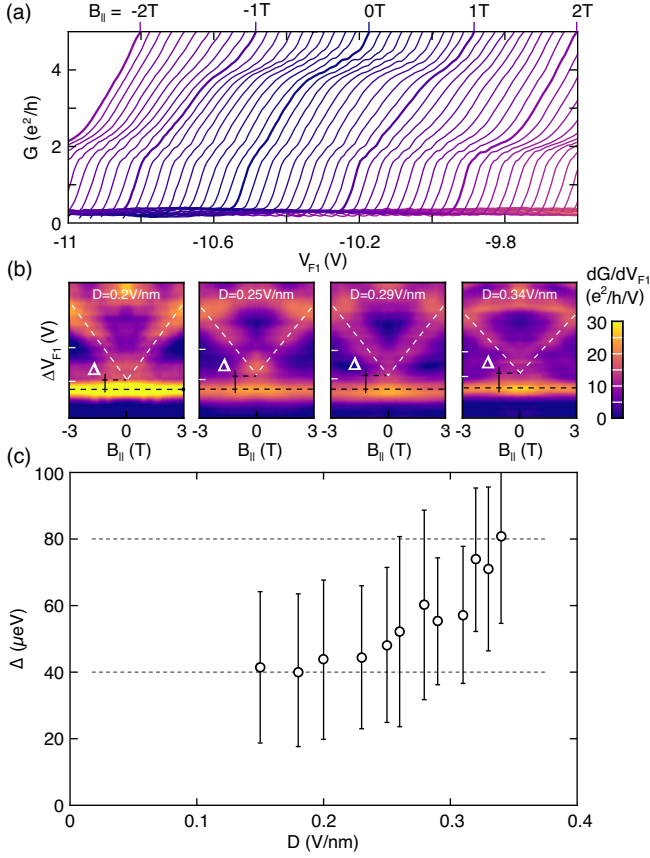 (a)
B|| = -2T -1T 0T 1T 2T
G (e²/h)
4
2
0
-11 -10.6 -10.2 -9.8
V_F1 (V)
(b)
dG/dV_F1
(e²/h/V)
D=0.2V/nm D=0.25V/nm D=0.29V/nm D=0.34V/nm
ΔV_F1
Δ Δ Δ Δ
30
20
10
0
-3 0 3 -3 0 3 -3 0 3 -3 0 3
B|| (T) B|| (T) B|| (T) B|| (T)
(c)
100
80
60
40
20
0
Δ (μeV)
0 0.1 0.2 0.3 0.4
D (V/nm)